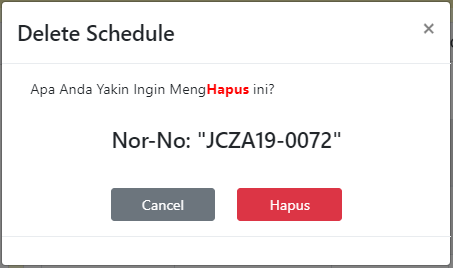 Delete Schedule ×
Apa Anda Yakin Ingin MengHapus ini?
Nor-No: "JCZA19-0072"
Cancel Hapus